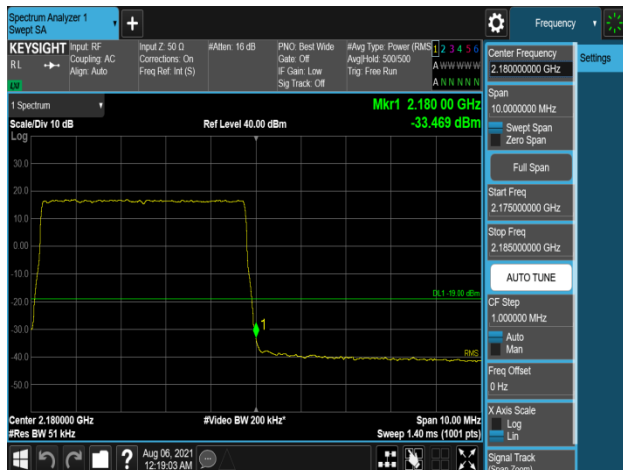 Spectrum Analyzer 1
Swept SA
Frequency
KEYSIGHT
RL
Input: RF
Coupling: AC
Align: Auto
Input Z: 50 Ω
Corrections: On
Freq Ref: Int (S)
#Atten: 16 dB
PNO: Best Wide
Gate: Off
IF Gain: Low
Sig Track: Off
#Avg Type: Power (RMS
Avg|Hold: 500/500
Trig: Free Run
1 2 3 4 5 6
A W W W W W
A N N N N N
Center Frequency
2.180000000 GHz
Settings
Span
10.0000000 MHz
Swept Span
Zero Span
Full Span
Start Freq
2.175000000 GHz
Stop Freq
2.185000000 GHz
AUTO TUNE
CF Step
1.000000 MHz
Auto
Man
Freq Offset
0 Hz
X Axis Scale
Log
Lin
Signal Track
(Span Zoom)
1 Spectrum
Scale/Div 10 dB
Log
Ref Level 40.00 dBm
Mkr1 2.180 00 GHz
-33.469 dBm
30.0
20.0
10.0
0.00
-10.0
-20.0
-30.0
-40.0
-50.0
DL1 -19.00 dBm
1
RMS
Center 2.180000 GHz
#Res BW 51 kHz
#Video BW 200 kHz*
Span 10.00 MHz
Sweep 1.40 ms (1001 pts)
?
Aug 06, 2021
12:19:03 AM